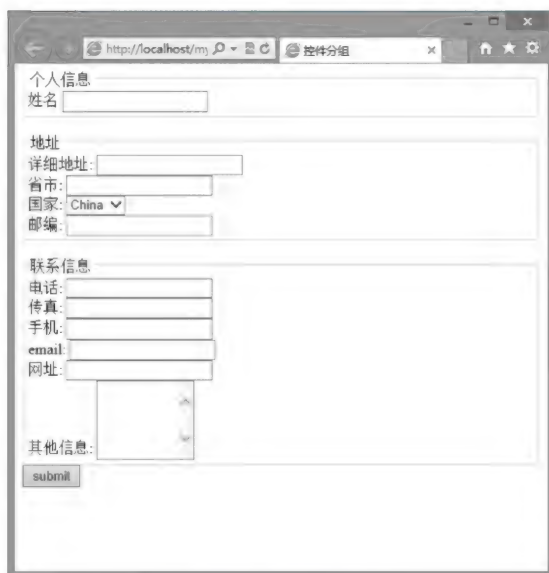 http://localhost/my
控件分组
个人信息
姓名
地址
详细地址:
省市:
国家: China
邮编:
联系信息
电话:
传真:
手机:
email:
网址:
其他信息:
submit